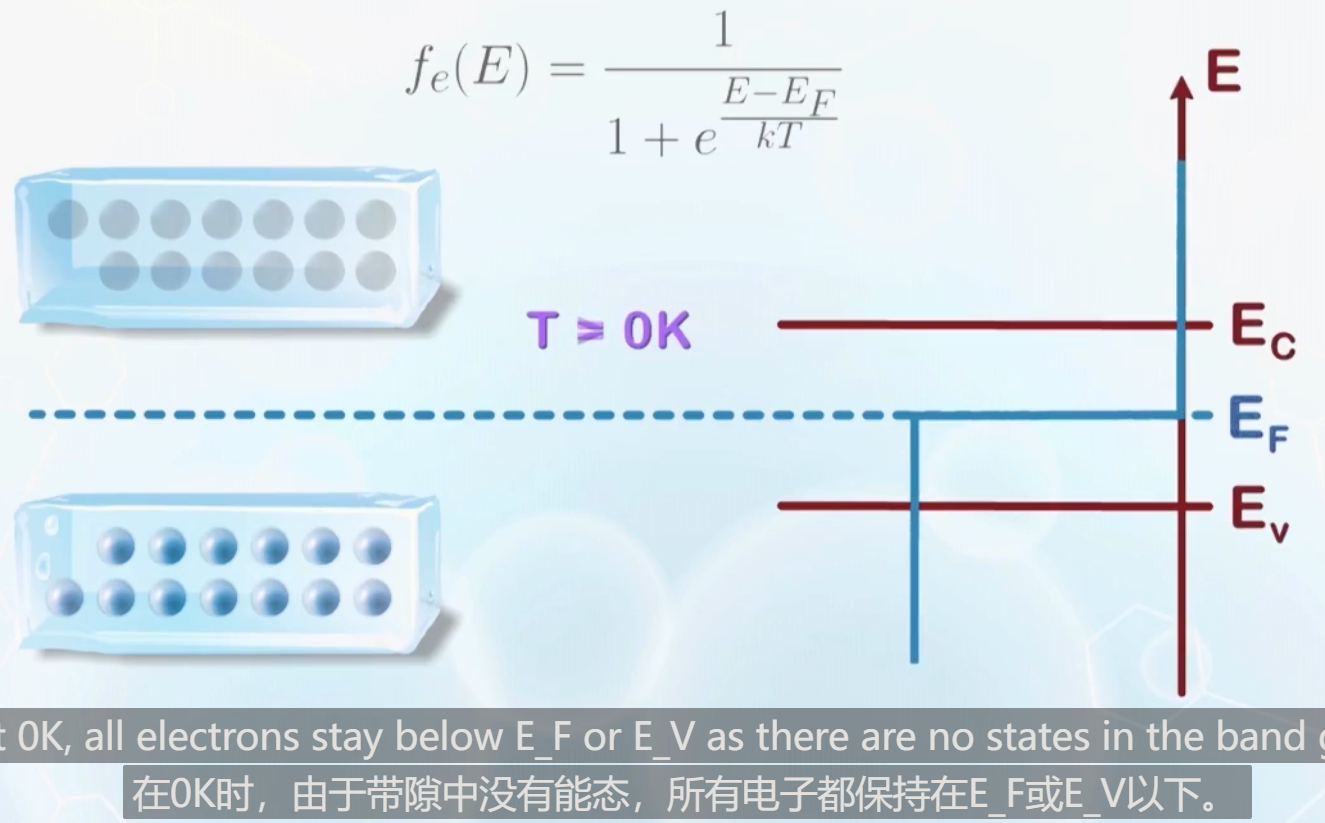 f_e(E) = \frac{1}{1 + e^{\frac{E-E_F}{kT}}}
E
T = 0K
E_C
E_F
E_V
t 0K, all electrons stay below E_F or E_V as there are no states in the band g
在0K时，由于带隙中没有能态，所有电子都保持在E_F或E_V以下。